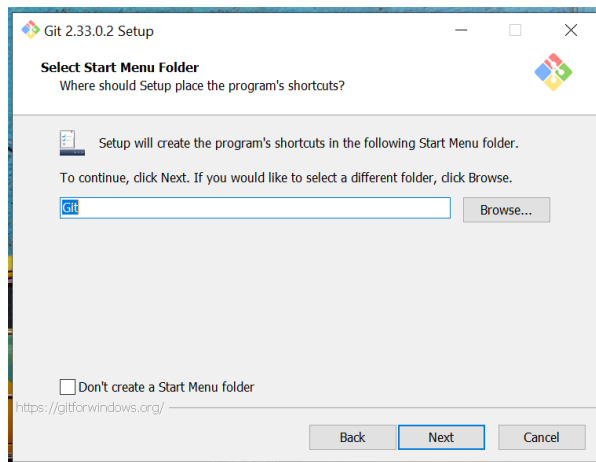 Git 2.33.0.2 Setup
Select Start Menu Folder
Where should Setup place the program's shortcuts?
Setup will create the program's shortcuts in the following Start Menu folder.
To continue, click Next. If you would like to select a different folder, click Browse.
Git
Browse...
Don't create a Start Menu folder
https://gitforwindows.org/
Back
Next
Cancel